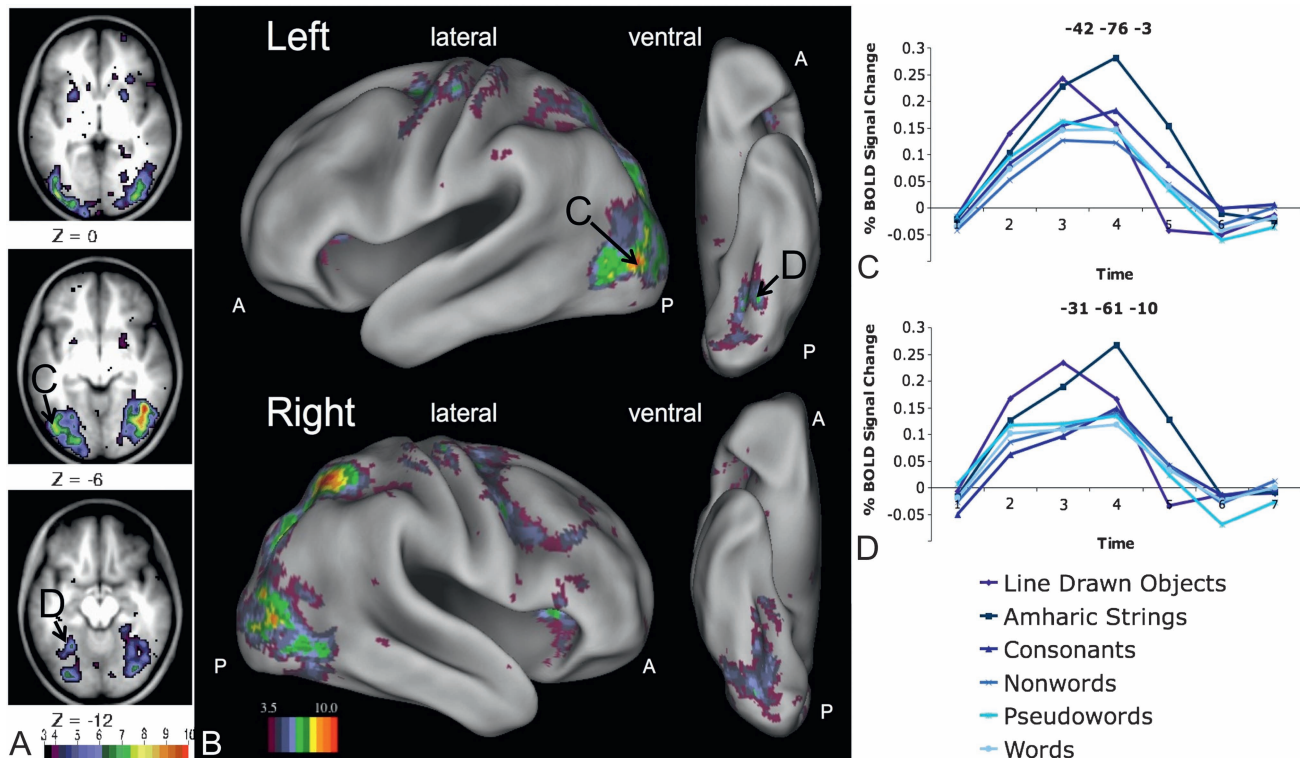 Z = 0
C
Z = -6
D
Z = -12
3 4 5 6 7 8 9 10
A
Left
lateral
ventral
A
C
D
A
P
P
Right
lateral
ventral
A
P
A
P
3.5 10.0
B
-42 -76 -3
% BOLD Signal Change
0.3
0.25
0.2
0.15
0.1
0.05
0
-0.05
1 2 3 4 5 6 7
Time
C
-31 -61 -10
% BOLD Signal Change
0.3
0.25
0.2
0.15
0.1
0.05
0
-0.05
1 2 3 4 5 6 7
Time
D
Line Drawn Objects
Amharic Strings
Consonants
Nonwords
Pseudowords
Words